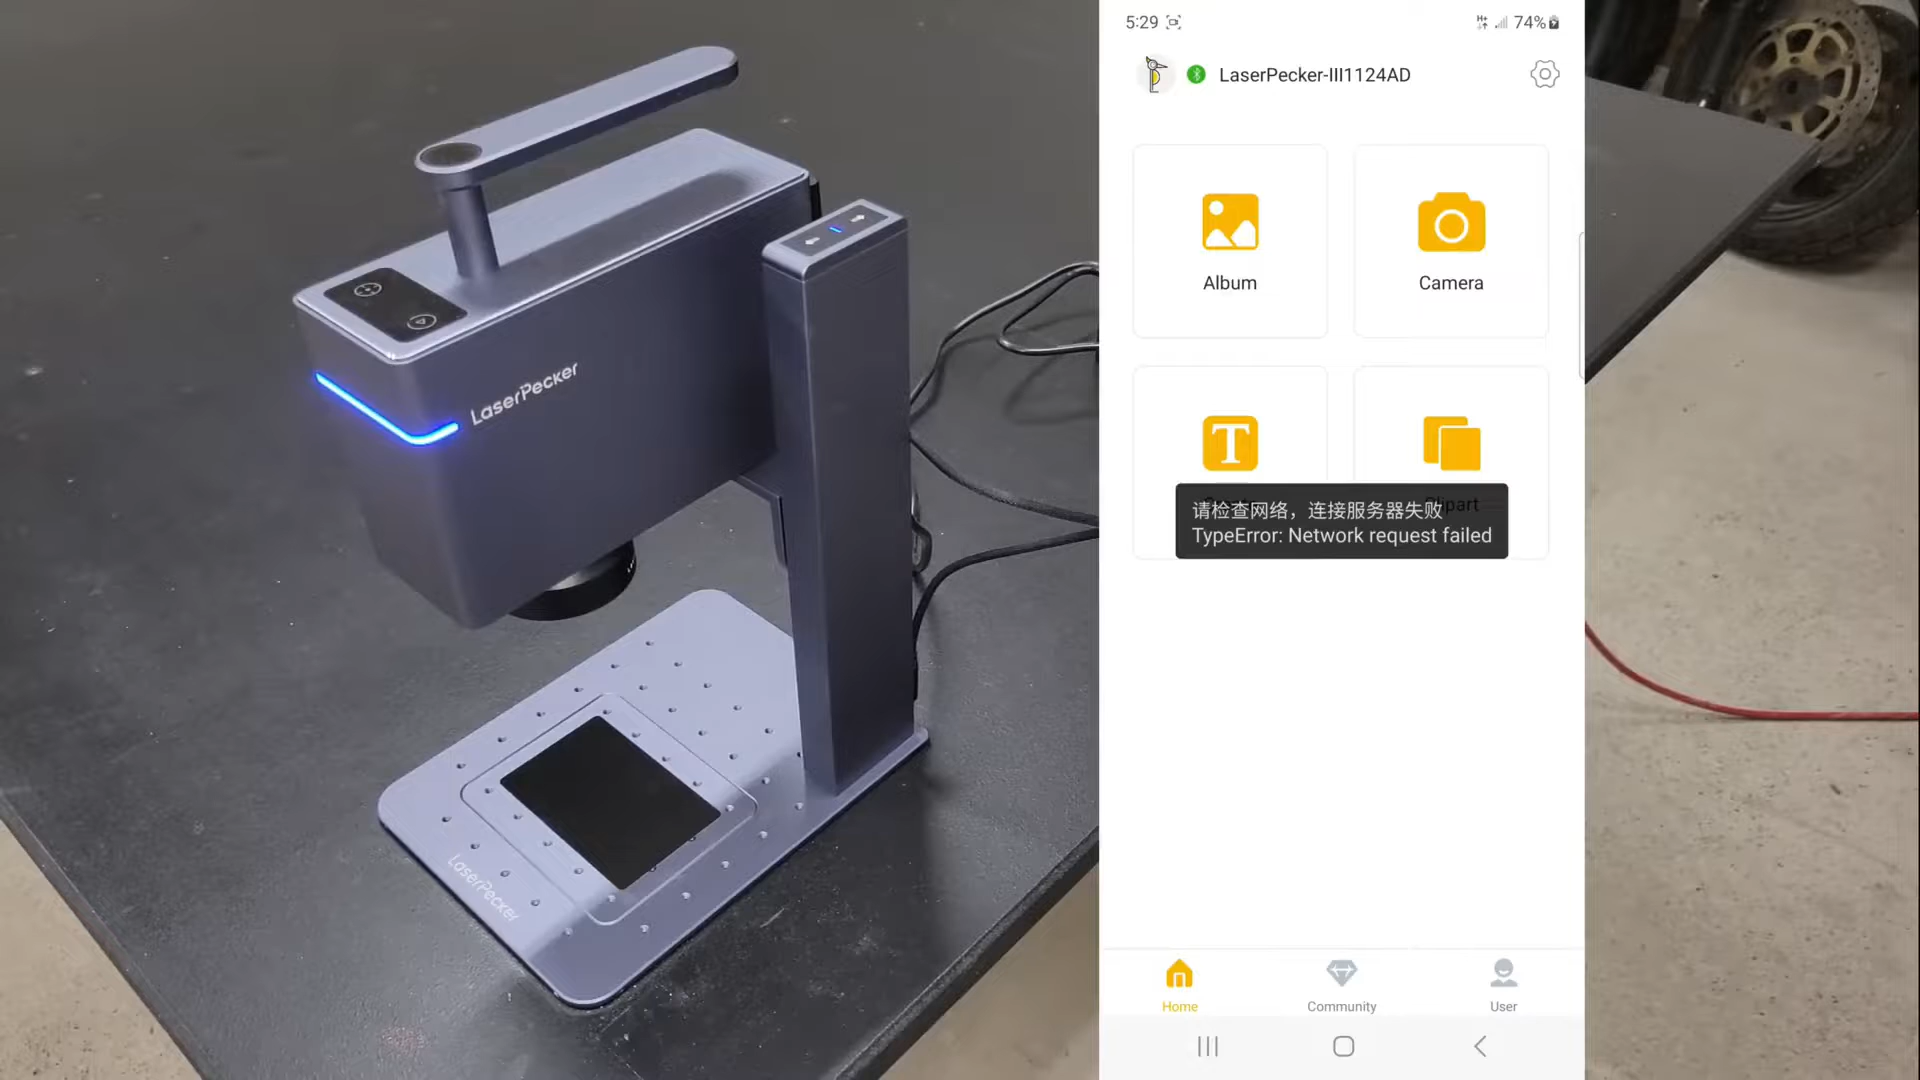 LaserPecker
LaserPecker
5:29
74%
LaserPecker-III1124AD
Album
Camera
T
请检查网络，连接服务器失败
TypeError: Network request failed
Home
Community
User